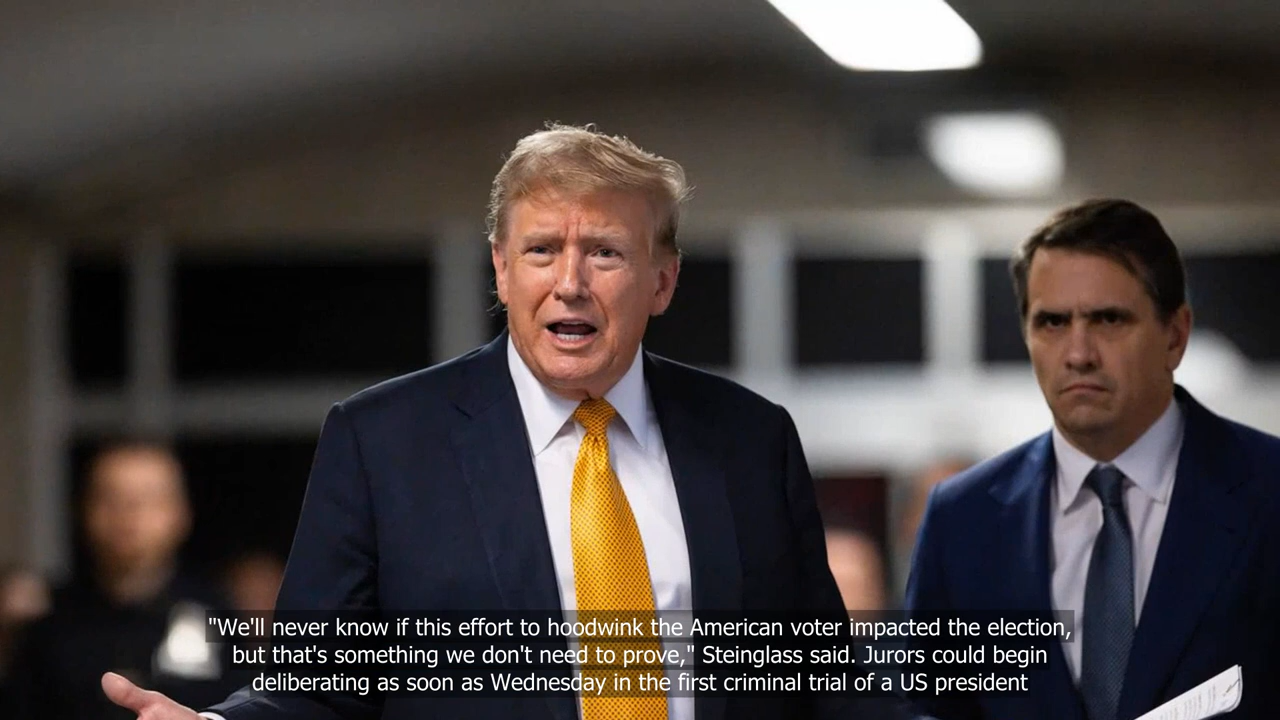 "We'll never know if this effort to hoodwink the American voter impacted the election,
but that's something we don't need to prove," Steinglass said. Jurors could begin
deliberating as soon as Wednesday in the first criminal trial of a US president